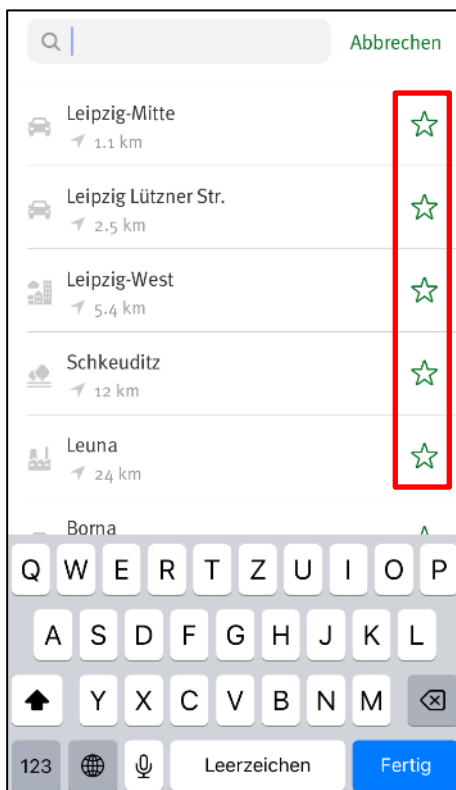 Abbrechen
Leipzig-Mitte
1.1 km
Leipzig Lützner Str.
2.5 km
Leipzig-West
5.4 km
Schkeuditz
12 km
Leuna
24 km
Borna
Q W E R T Z U I O P
A S D F G H J K L
Y X C V B N M
123 Leerzeichen Fertig